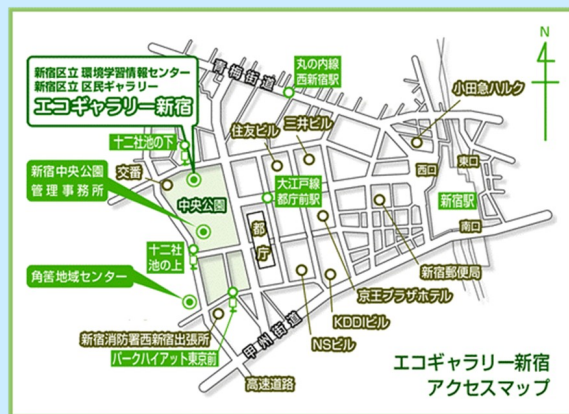 新宿区立 環境学習情報センター
新宿区立 区民ギャラリー
エコギャラリー新宿
青梅街道
丸の内線
西新宿駅
N
小田急ハルク
十二社池の下
住友ビル
三井ビル
新宿中央公園
管理事務所
交番
中央公園
大江戸線
都庁前駅
西口
東口
新宿駅
南口
都庁
十二社
池の上
角筈地域センター
新宿郵便局
京王プラザホテル
KDDIビル
NSビル
新宿消防署西新宿出張所
パークハイアット東京前
甲州街道
高速道路
エコギャラリー新宿
アクセスマップ